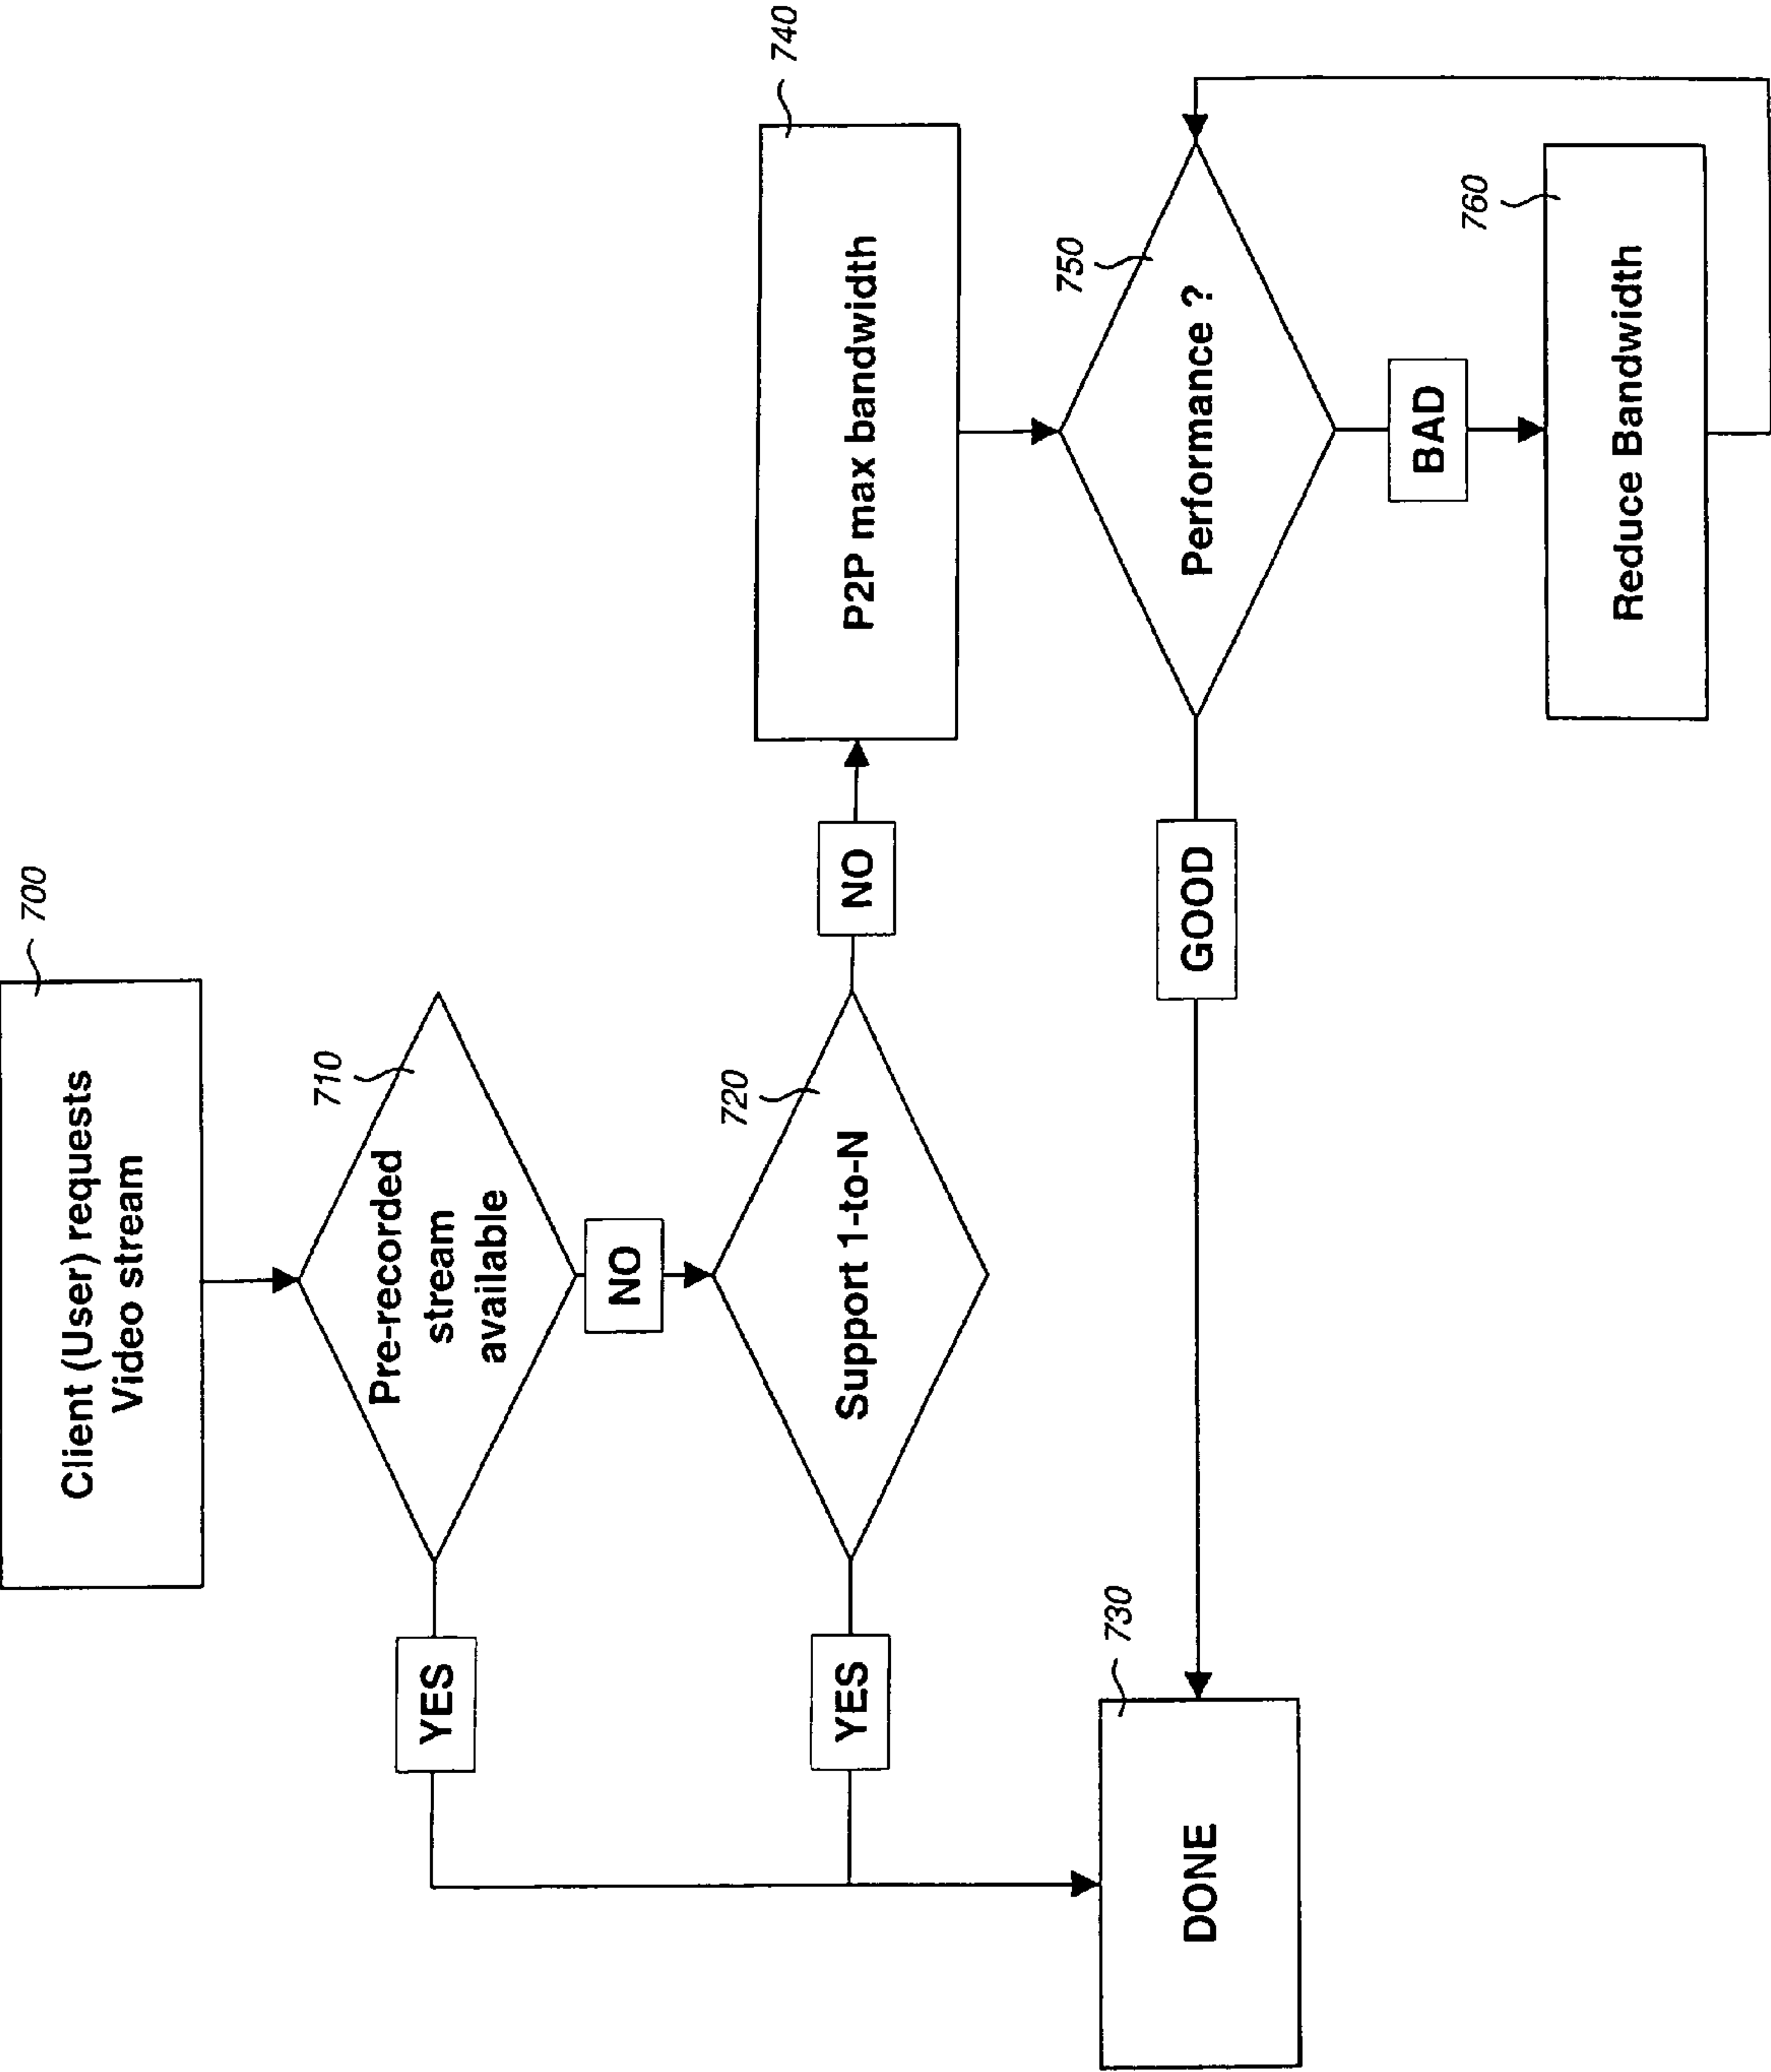 700
Client (User) requests
Video stream
710
Pre-recorded
stream
available
YES
NO
720
Support 1-to-N
YES
NO
740
P2P max bandwidth
750
Performance ?
GOOD
BAD
760
Reduce Bandwidth
730
DONE